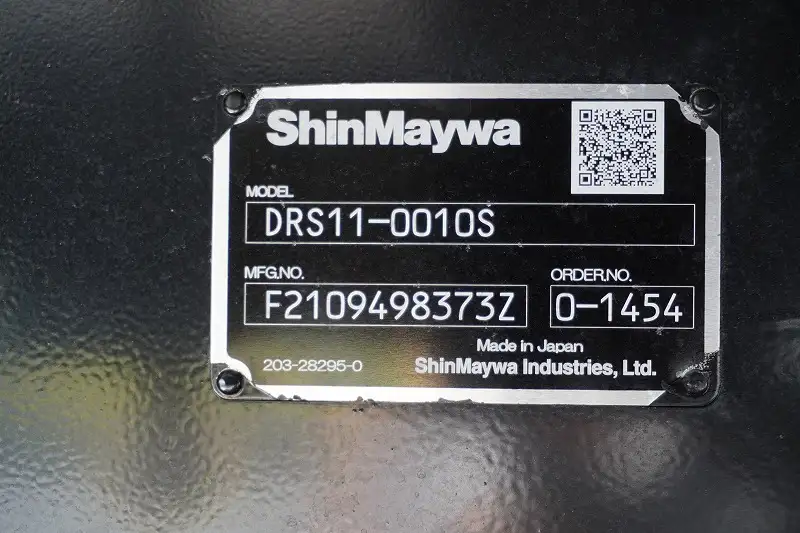 ShinMaywa
MODEL
DRS11-0010S
MFG.NO.
F2109498373Z
ORDER.NO.
0-1454
Made in Japan
203-28295-0
ShinMaywa Industries, Ltd.